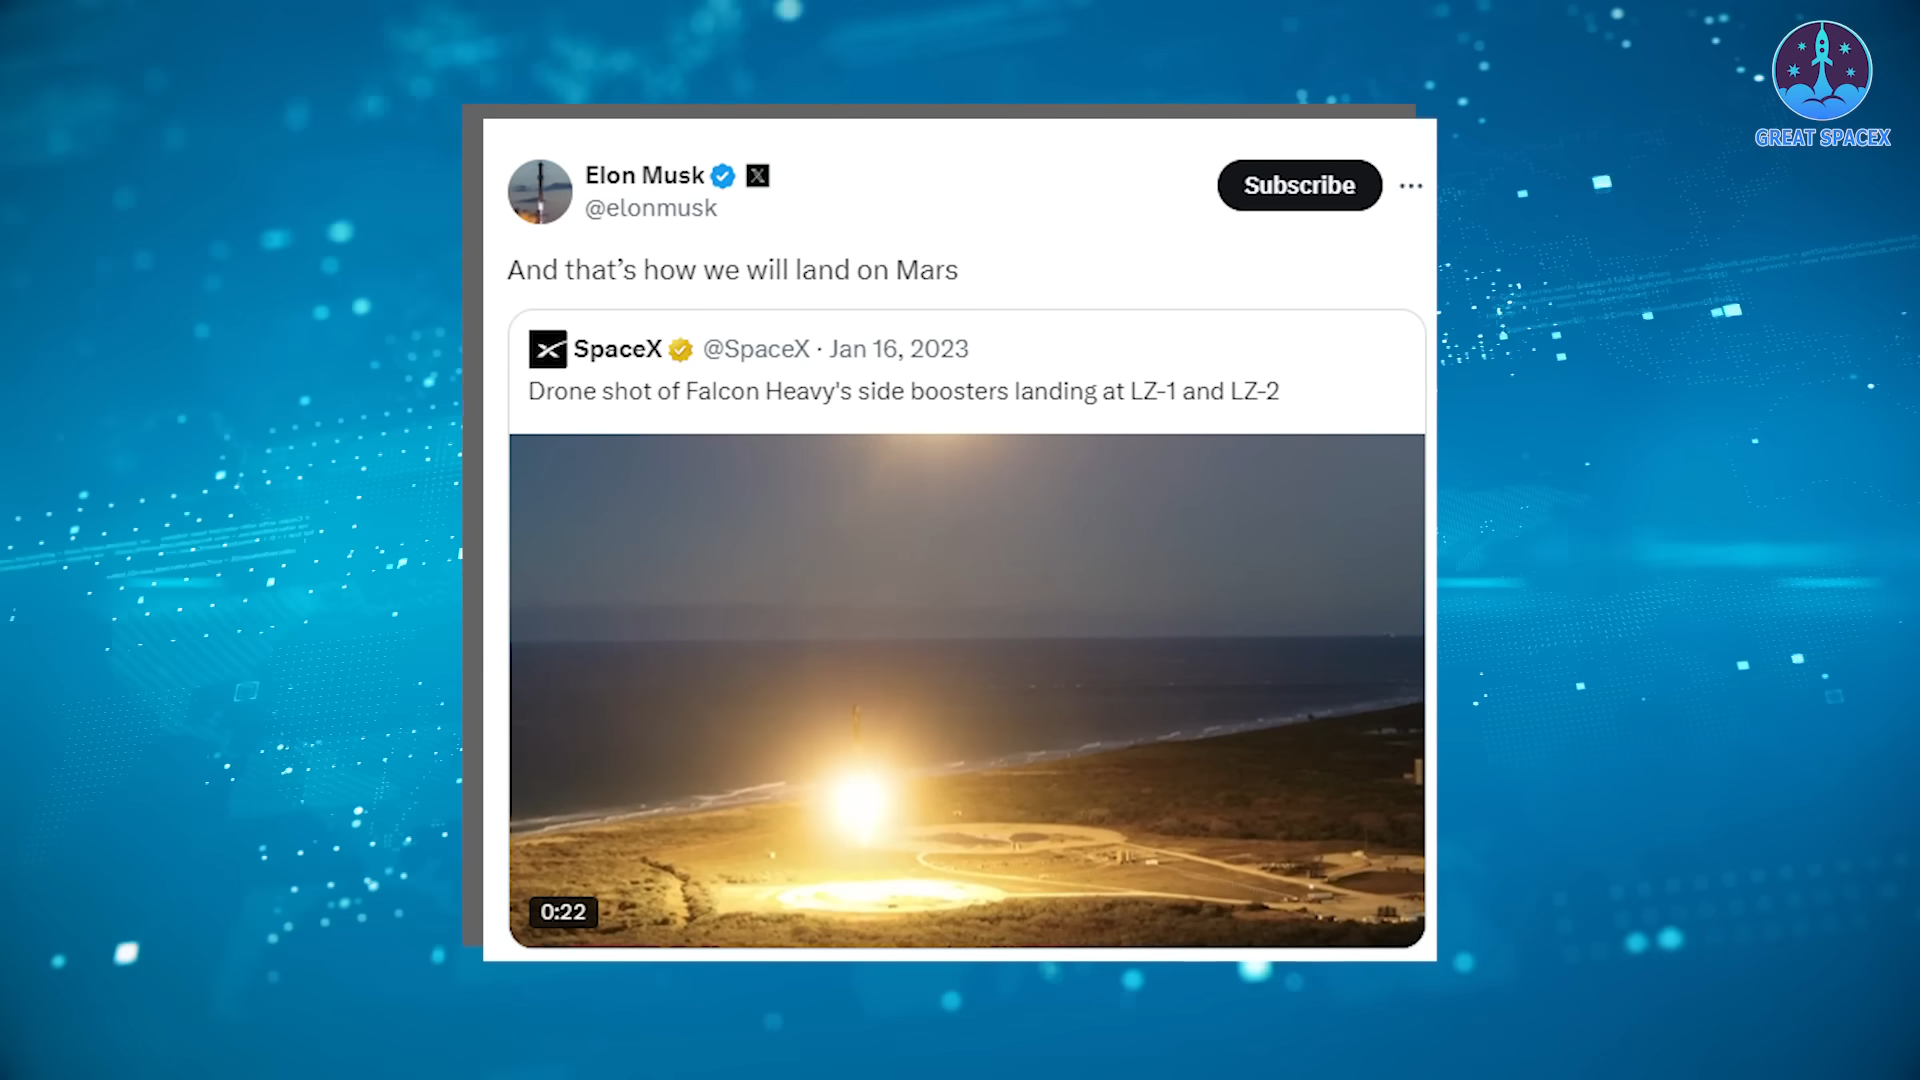 GREAT SPACEX
Elon Musk
@elonmusk
Subscribe
And that’s how we will land on Mars
SpaceX @SpaceX · Jan 16, 2023
Drone shot of Falcon Heavy's side boosters landing at LZ-1 and LZ-2
0:22